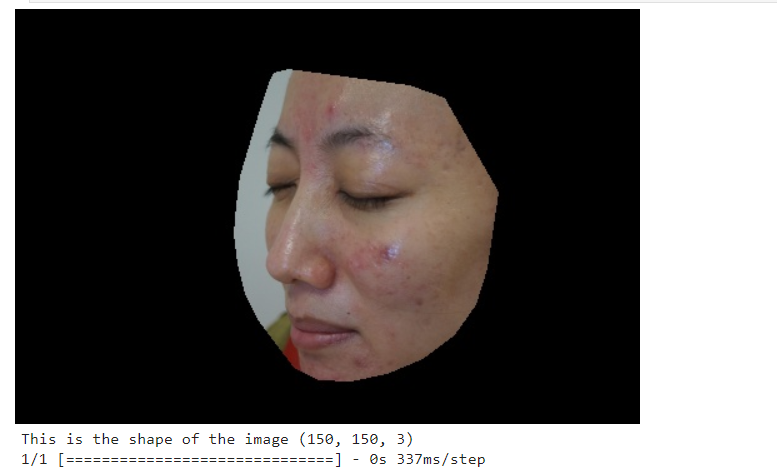 This is the shape of the image (150, 150, 3)
1/1 [==============================] - 0s 337ms/step